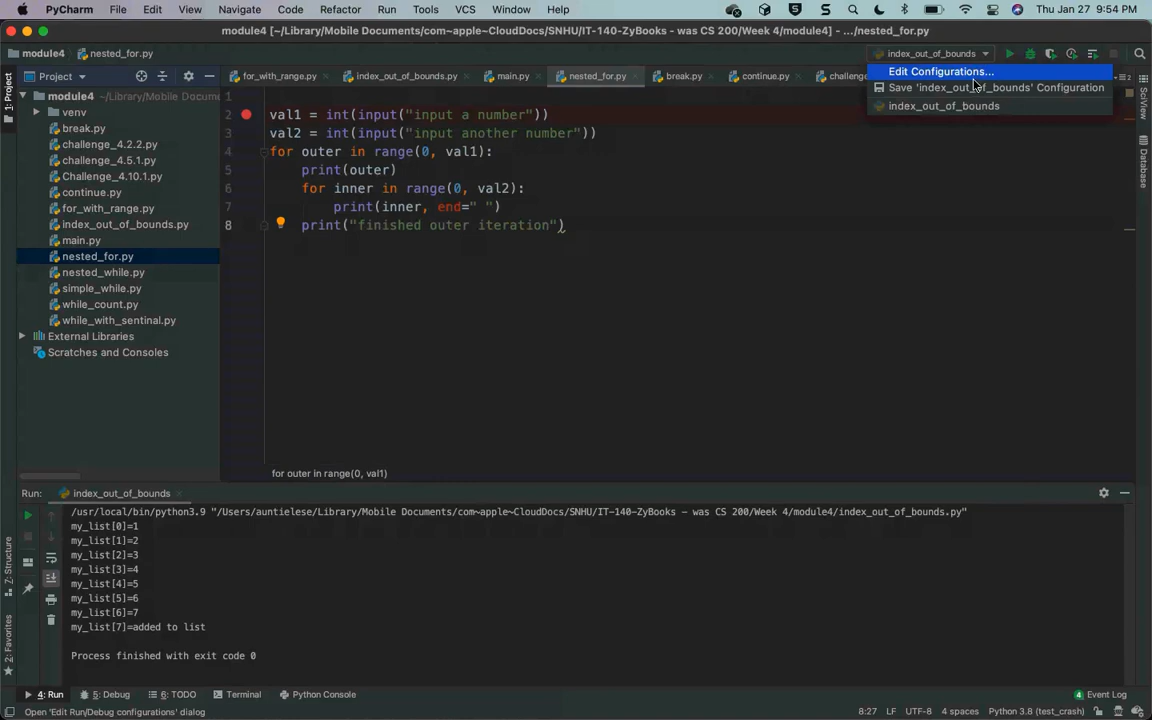 PyCharm File Edit View Navigate Code Refactor Run Tools VCS Window Help Thu Jan 27 9:54 PM
module4 [~/Library/Mobile Documents/com~apple~CloudDocs/SNHU/IT-140-ZyBooks - was CS 200/Week 4/module4] - .../nested_for.py
module4 nested_for.py index_out_of_bounds
Project for_with_range.py index_out_of_bounds.py main.py nested_for.py break.py continue.py challenge
Edit Configurations...
Save 'index_out_of_bounds' Configuration
index_out_of_bounds
1: Project
SciView
Database
module4 ~/Library/Mobile Docume
venv
break.py
challenge_4.2.2.py
challenge_4.5.1.py
Challenge_4.10.1.py
continue.py
for_with_range.py
index_out_of_bounds.py
main.py
nested_for.py
nested_while.py
simple_while.py
while_count.py
while_with_sentinal.py
External Libraries
Scratches and Consoles
1
2 val1 = int(input("input a number"))
3 val2 = int(input("input another number"))
4 for outer in range(0, val1):
5 print(outer)
6 for inner in range(0, val2):
7 print(inner, end=" ")
8 print("finished outer iteration")
for outer in range(0, val1)
Run: index_out_of_bounds
/usr/local/bin/python3.9 "/Users/auntielese/Library/Mobile Documents/com~apple~CloudDocs/SNHU/IT-140-ZyBooks - was CS 200/Week 4/module4/index_out_of_bounds.py"
my_list[0]=1
my_list[1]=2
my_list[2]=3
my_list[3]=4
my_list[4]=5
my_list[5]=6
my_list[6]=7
my_list[7]=added to list
Process finished with exit code 0
Z: Structure
2: Favorites
4: Run 5: Debug 6: TODO Terminal Python Console 4 Event Log
Open 'Edit Run/Debug configurations' dialog 8:27 LF UTF-8 4 spaces Python 3.8 (test_crash)